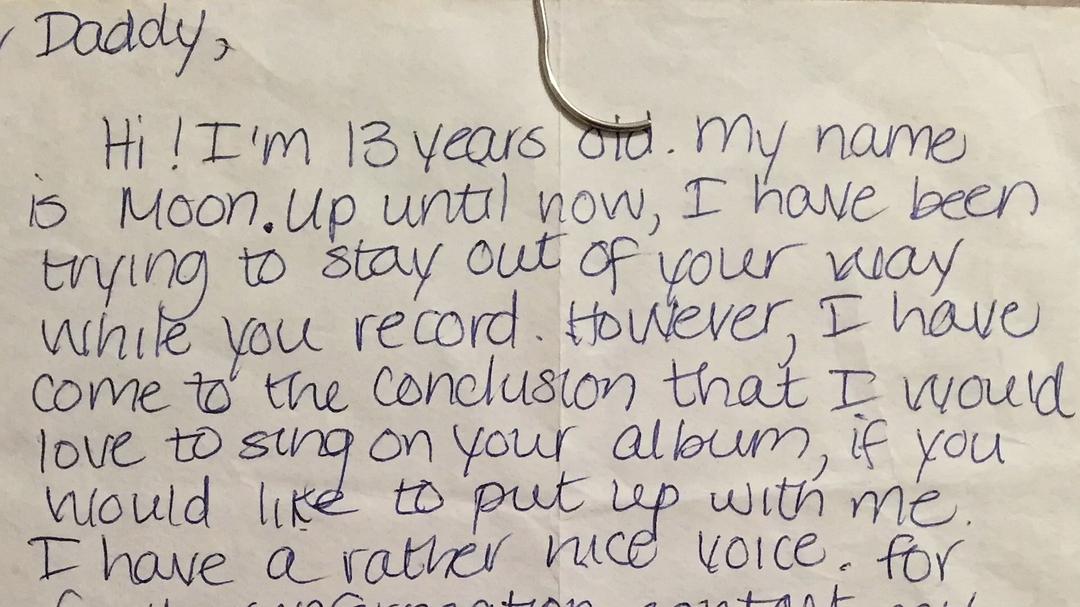 Daddy,
Hi! I'm 13 years old. My name
is Moon. Up until now, I have been
trying to stay out of your way
while you record. However, I have
come to the conclusion that I would
love to sing on your album, if you
would like to put up with me.
I have a rather nice voice. for
information contact